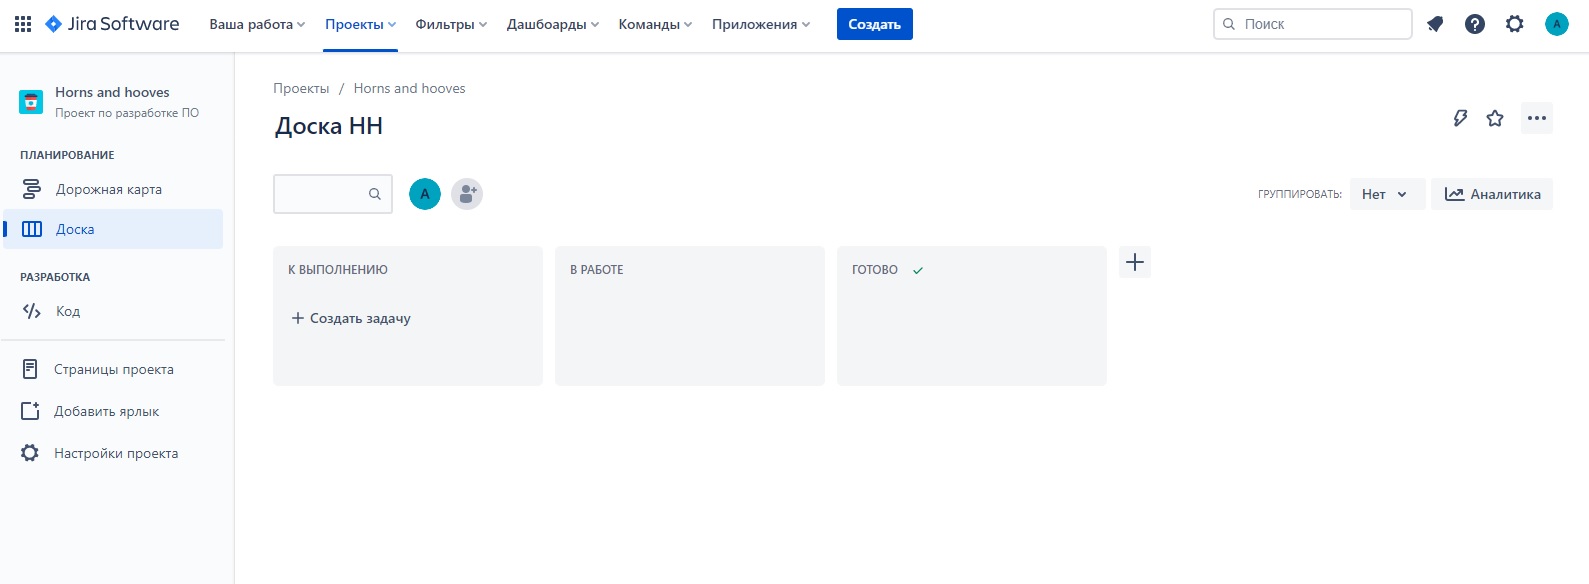 Jira Software Ваша работа Проекты Фильтры Дашборды Команды Приложения Создать Поиск A
Horns and hooves
Проект по разработке ПО
ПЛАНИРОВАНИЕ
Дорожная карта
Доска
РАЗРАБОТКА
Код
Страницы проекта
Добавить ярлык
Настройки проекта
Проекты / Horns and hooves
Доска HH
A ГРУППИРОВАТЬ: Нет Аналитика
К ВЫПОЛНЕНИЮ В РАБОТЕ ГОТОВО
Создать задачу